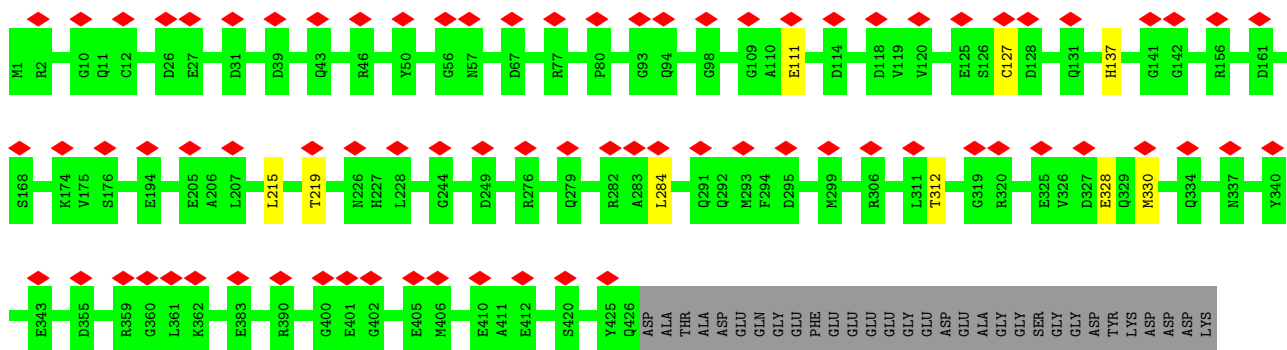 M1 R2 G10 Q11 C12 D26 E27 D31 D39 Q43 R46 Y50 G56 N57 D67 R77 P80 G93 Q94 G98 G109 A110 E111 D114 D118 V119 V120 E125 S126 C127 D128 Q131 H137 G141 G142 R156 D161
S168 K174 V175 S176 E194 E205 A206 L207 L215 T219 N226 H227 L228 G244 D249 R276 Q279 R282 A283 L284 Q291 Q292 M293 F294 D295 M299 R306 L311 T312 G319 R320 E325 V326 D327 E328 Q329 M330 Q334 N337 Y340
E343 D355 R359 G360 L361 K362 E383 R390 G400 E401 G402 E405 M406 E410 A411 E412 S420 Y425 Q426 ASP ALA THR ALA ASP GLU GLN GLY GLU PHE GLU GLU GLU GLU GLY GLU ASP GLU ALA GLY GLY SER GLY GLY ASP TYR LYS ASP ASP ASP LYS